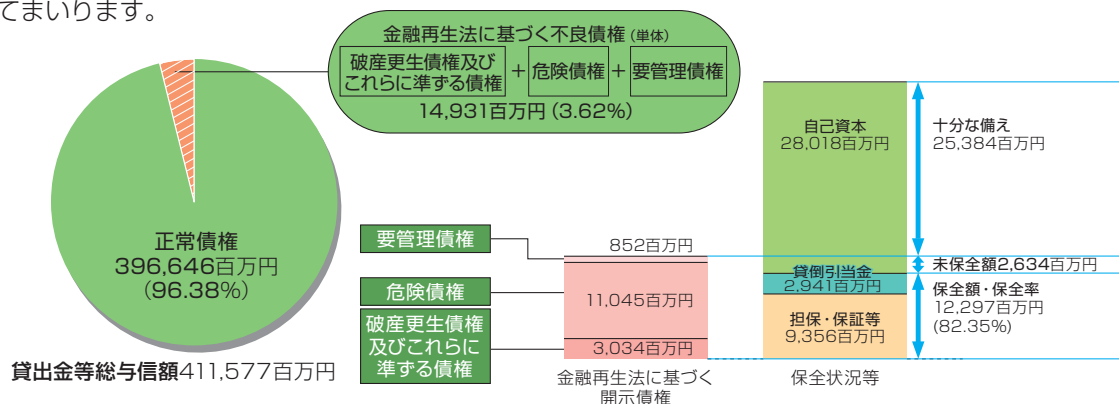 てまいります。
金融再生法に基づく不良債権(単体)
破産更生債権及び
これらに準ずる債権
+
危険債権
+
要管理債権
14,931百万円(3.62%)
正常債権
396,646百万円
(96.38%)
貸出金等総与信額411,577百万円
要管理債権
危険債権
破産更生債権
及びこれらに
準ずる債権
852百万円
11,045百万円
3,034百万円
金融再生法に基づく
開示債権
自己資本
28,018百万円
貸倒引当金
2,941百万円
担保・保証等
9,356百万円
保全状況等
十分な備え
25,384百万円
未保全額2,634百万円
保全額・保全率
12,297百万円
(82.35%)